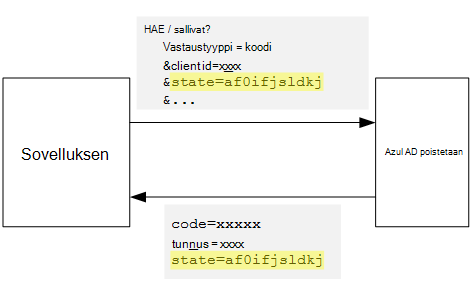 HAE / sallivat?
Vastaustyyppi = koodi
&client id=xxxx
&state=af0ifjsldkj
&...
Sovelluksen
Azul AD poistetaan
code=xxxxx
tunnus = xxxx
state=af0ifjsldkj